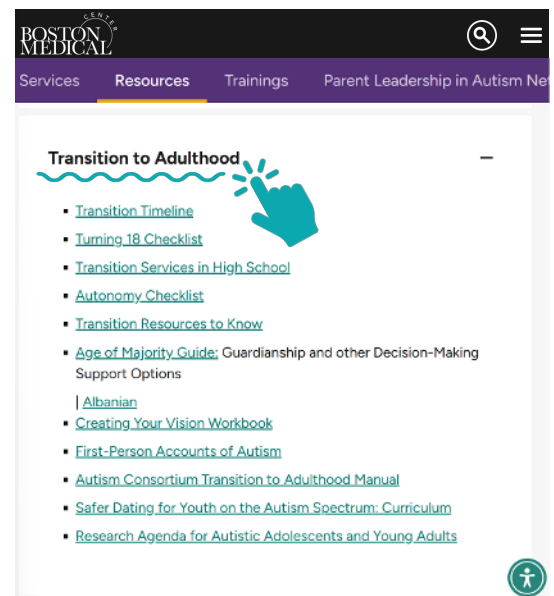 BOSTON
CENTER
MEDICAL
Services Resources Trainings Parent Leadership in Autism Net
Transition to Adulthood
Transition Timeline
Turning 18 Checklist
Transition Services in High School
Autonomy Checklist
Transition Resources to Know
Age of Majority Guide: Guardianship and other Decision-Making
Support Options
| Albanian
Creating Your Vision Workbook
First-Person Accounts of Autism
Autism Consortium Transition to Adulthood Manual
Safer Dating for Youth on the Autism Spectrum: Curriculum
Research Agenda for Autistic Adolescents and Young Adults